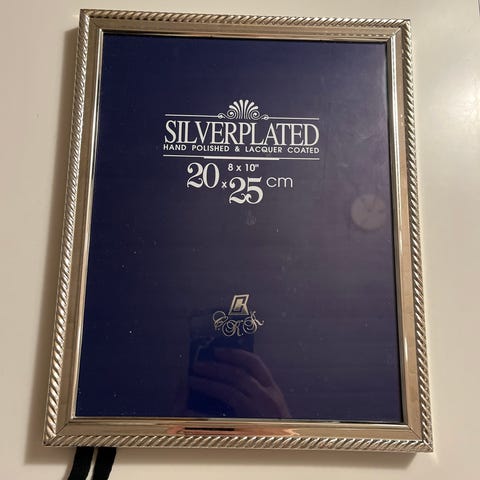 SILVERPLATED
HAND POLISHED & LACQUER COATED
8 x 10"
20 x 25 cm